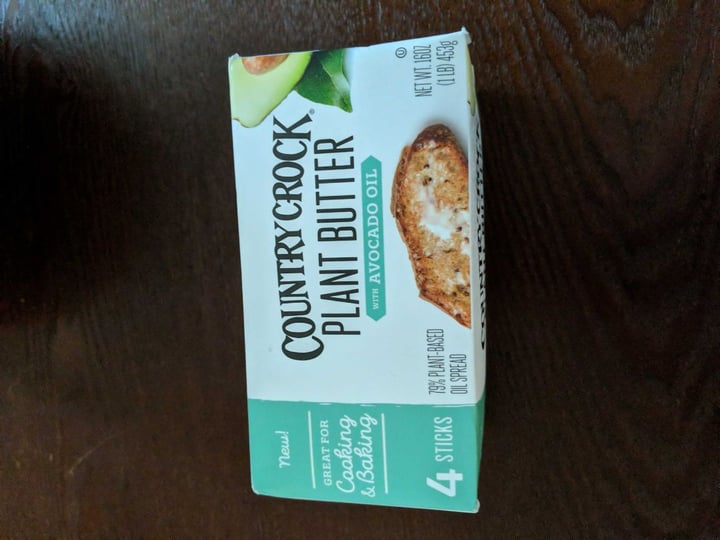 COUNTRY CROCK®
PLANT BUTTER
WITH AVOCADO OIL
79% PLANT-BASED
OIL SPREAD
NET WT. 16OZ
(1 LB) 453g
New!
GREAT FOR
Cooking
& Baking
4 STICKS